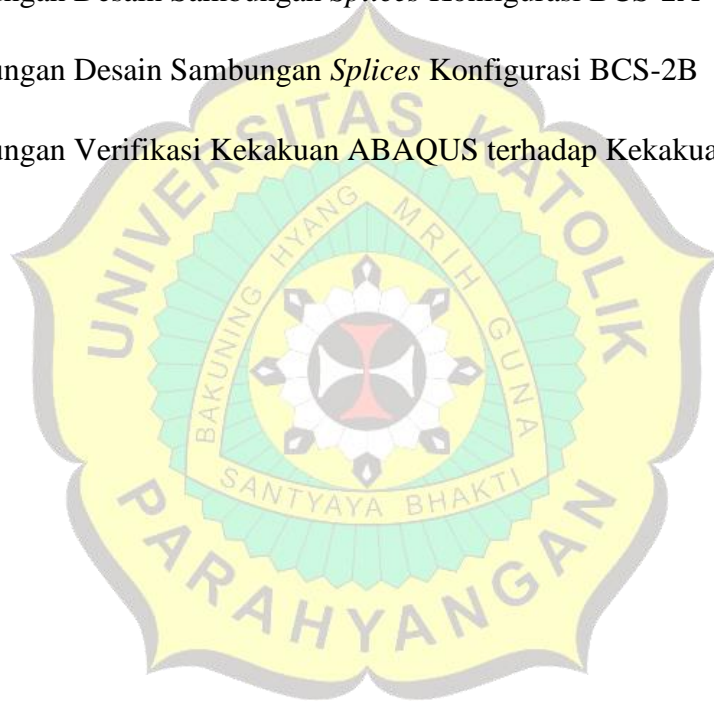 ungan Desain Sambungan Splices Konfigurasi BCS-2A
ungan Desain Sambungan Splices Konfigurasi BCS-2B
ungan Verifikasi Kekakuan ABAQUS terhadap Kekakua
UNIVERSITAS KATOLIK
BAKUNING HYANG MRIH GUNA
SANTYAYA BHAKTI
PARAHYANGAN